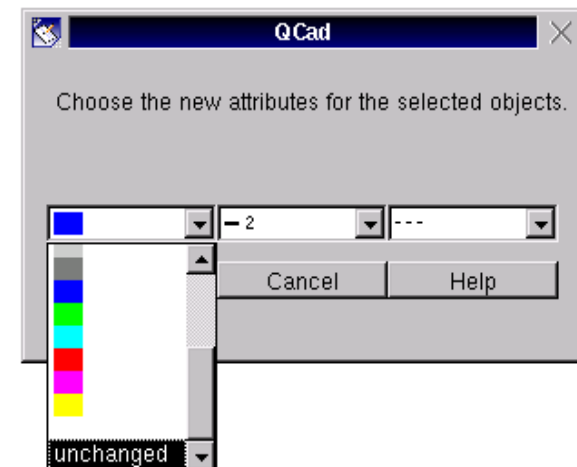 QCad
Choose the new attributes for the selected objects.
2
---
Cancel Help
unchanged